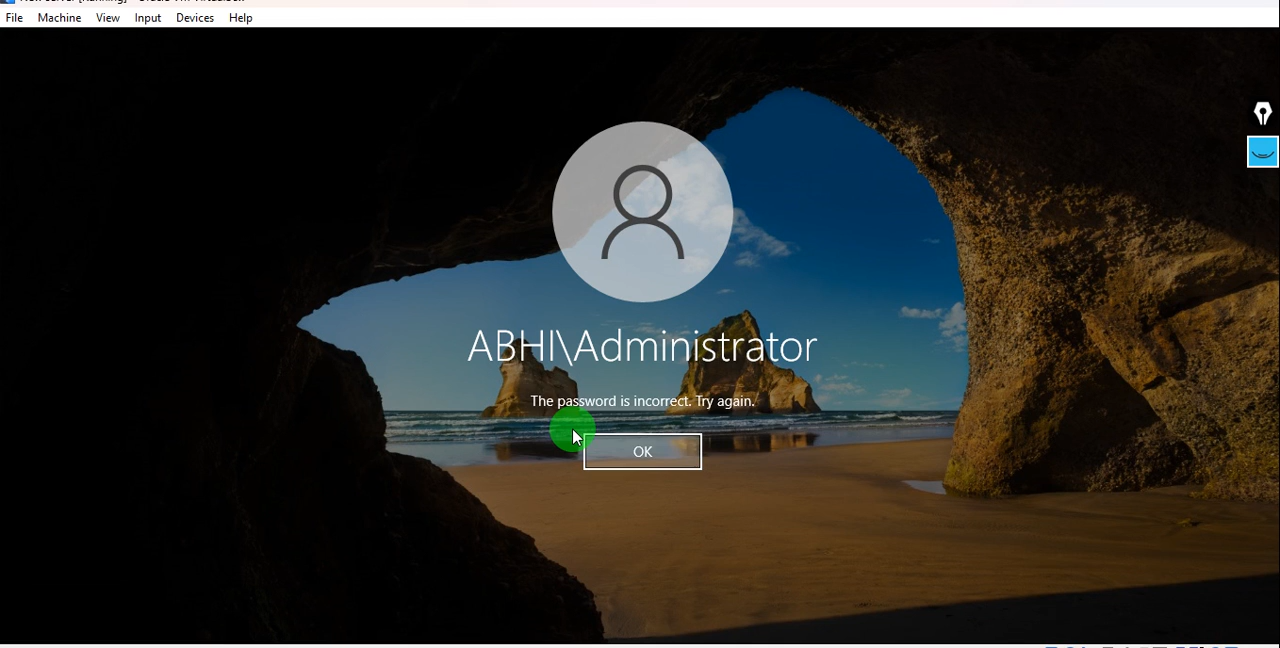 File Machine View Input Devices Help
ABHI\Administrator
The password is incorrect. Try again.
OK